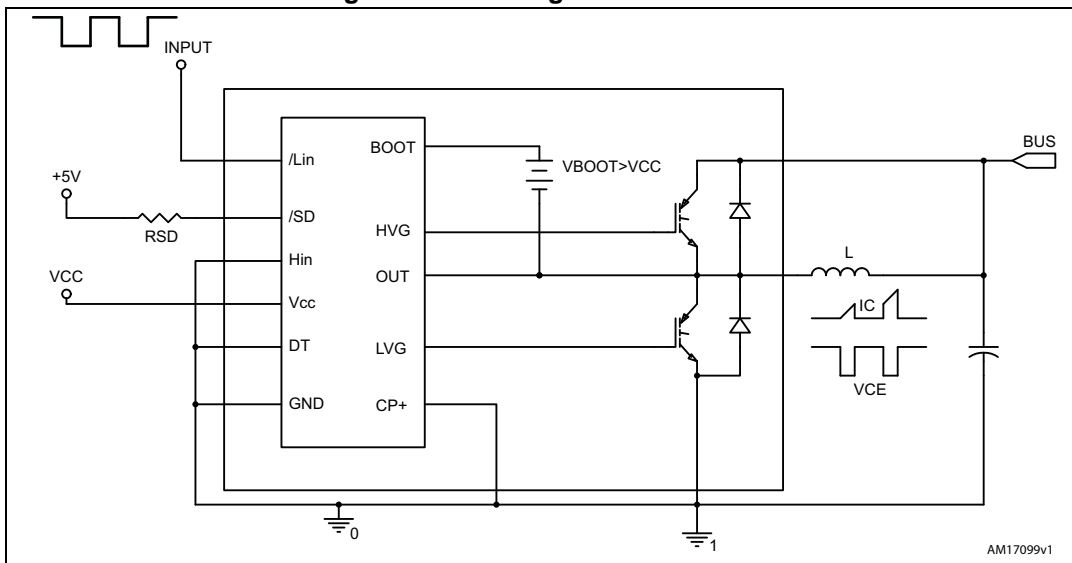 INPUT
BUS
/Lin
BOOT
VBOOT>VCC
+5V
/SD
RSD
HVG
L
Hin
OUT
VCC
Vcc
IC
DT
LVG
VCE
GND
CP+
0
1
AM17099v1